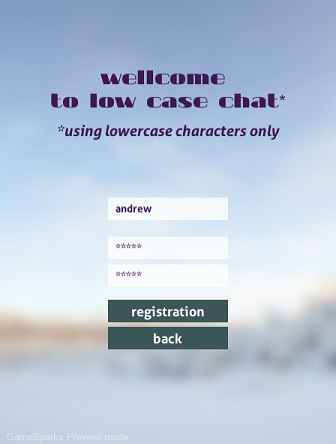 wellcome
to low case chat*
*using lowercase characters only
andrew
*****
*****
registration
back
GameSparks Preview mode